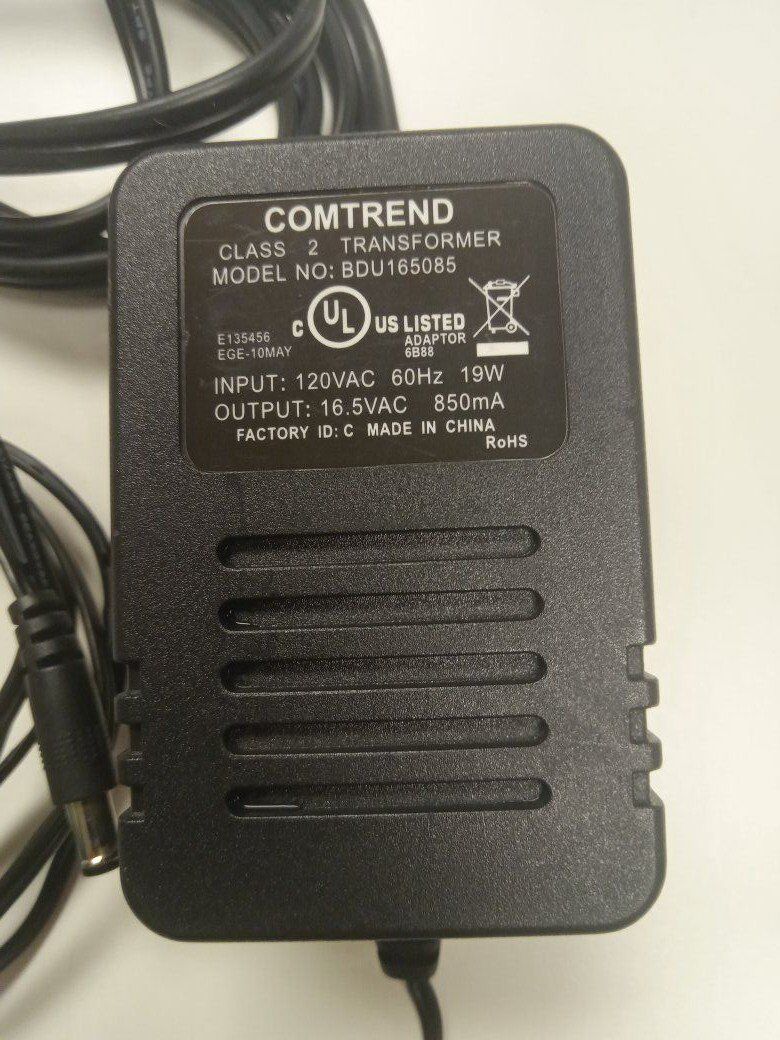 COMTREND
CLASS 2 TRANSFORMER
MODEL NO: BDU165085
C UL US LISTED
E135456 ADAPTOR
EGE-10MAY 6B88
INPUT: 120VAC 60Hz 19W
OUTPUT: 16.5VAC 850mA
FACTORY ID: C MADE IN CHINA
RoHS